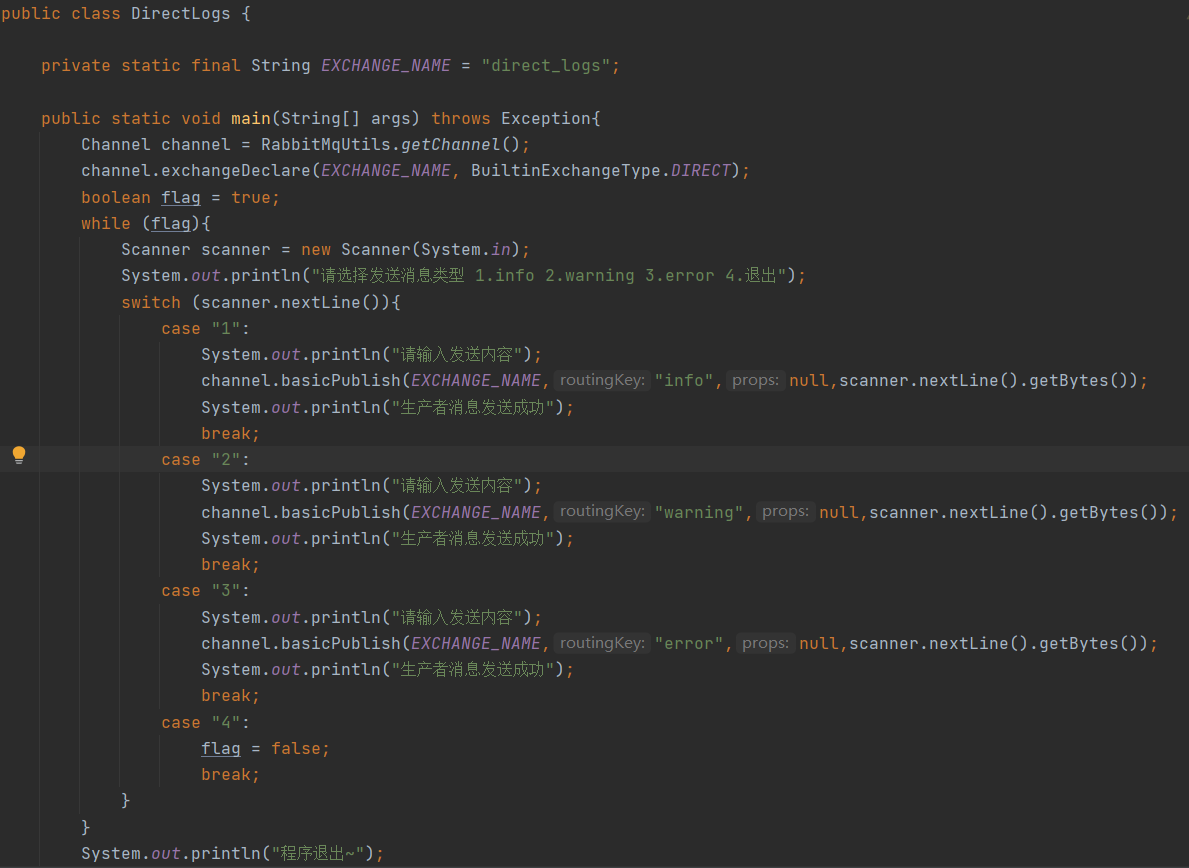 public class DirectLogs {
private static final String EXCHANGE_NAME = "direct_logs";
public static void main(String[] args) throws Exception{
Channel channel = RabbitMqUtils.getChannel();
channel.exchangeDeclare(EXCHANGE_NAME, BuiltinExchangeType.DIRECT);
boolean flag = true;
while (flag){
Scanner scanner = new Scanner(System.in);
System.out.println("请选择发送消息类型 1.info 2.warning 3.error 4.退出");
switch (scanner.nextLine()){
case "1":
System.out.println("请输入发送内容");
channel.basicPublish(EXCHANGE_NAME, routingKey: "info", props: null,scanner.nextLine().getBytes());
System.out.println("生产者消息发送成功");
break;
case "2":
System.out.println("请输入发送内容");
channel.basicPublish(EXCHANGE_NAME, routingKey: "warning", props: null,scanner.nextLine().getBytes());
System.out.println("生产者消息发送成功");
break;
case "3":
System.out.println("请输入发送内容");
channel.basicPublish(EXCHANGE_NAME, routingKey: "error", props: null,scanner.nextLine().getBytes());
System.out.println("生产者消息发送成功");
break;
case "4":
flag = false;
break;
}
}
System.out.println("程序退出~");